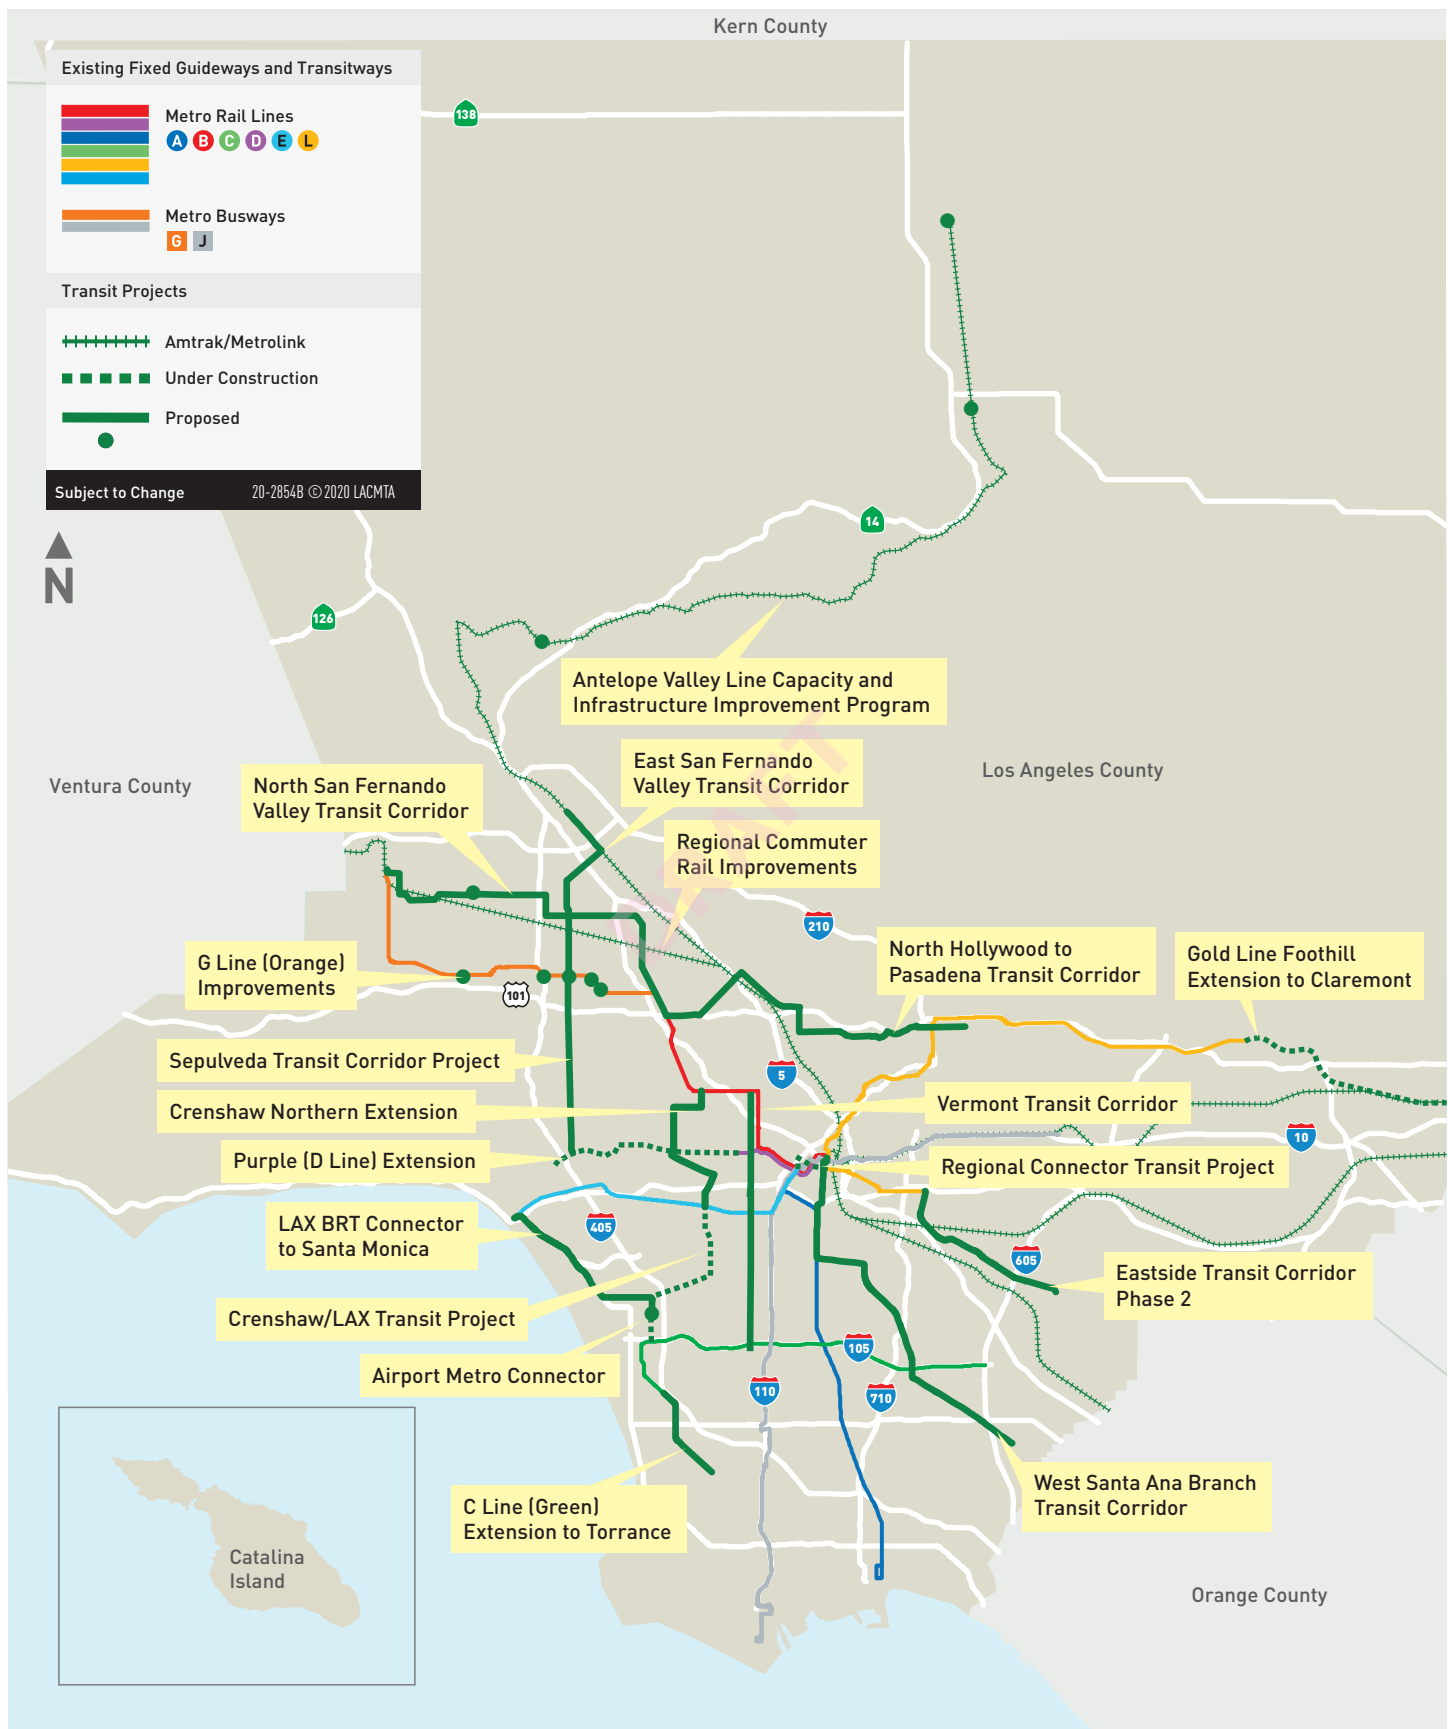 Kern County
Existing Fixed Guideways and Transitways
Metro Rail Lines
A B C D E L
Metro Busways
G J
Transit Projects
Amtrak/Metrolink
Under Construction
Proposed
Subject to Change 20-2854B © 2020 LACMTA
N
138
14
126
Antelope Valley Line Capacity and
Infrastructure Improvement Program
East San Fernando
Valley Transit Corridor
Los Angeles County
Ventura County
North San Fernando
Valley Transit Corridor
Regional Commuter
Rail Improvements
DRAFT
210
North Hollywood to
Pasadena Transit Corridor
Gold Line Foothill
Extension to Claremont
G Line (Orange)
Improvements
101
Sepulveda Transit Corridor Project
5
Crenshaw Northern Extension
Vermont Transit Corridor
10
Purple (D Line) Extension
Regional Connector Transit Project
LAX BRT Connector
to Santa Monica
405
605
Eastside Transit Corridor
Phase 2
Crenshaw/LAX Transit Project
105
Airport Metro Connector
110
710
West Santa Ana Branch
Transit Corridor
C Line (Green)
Extension to Torrance
Catalina
Island
Orange County